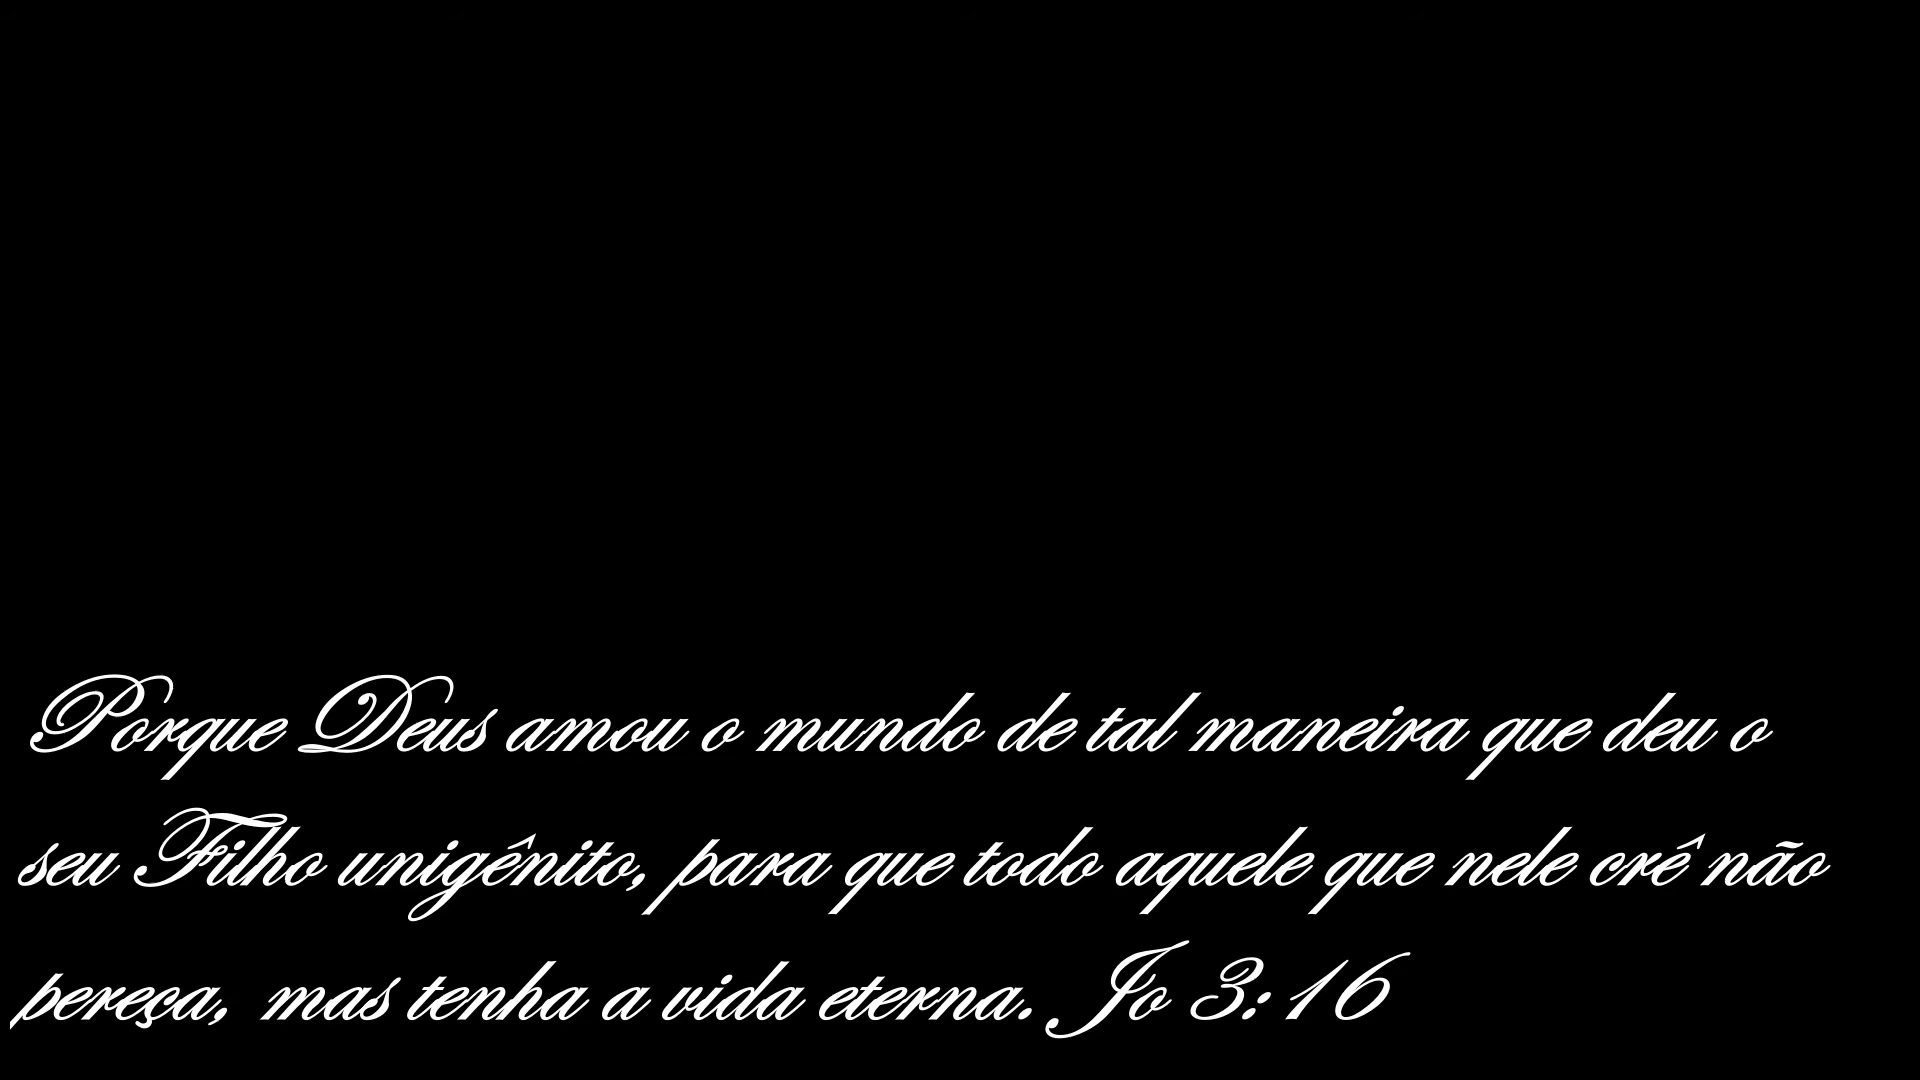 Porque Deus amou o mundo de tal maneira que deu o
seu Filho unigênito, para que todo aquele que nele crê não
pereça, mas tenha a vida eterna. Jo 3:16